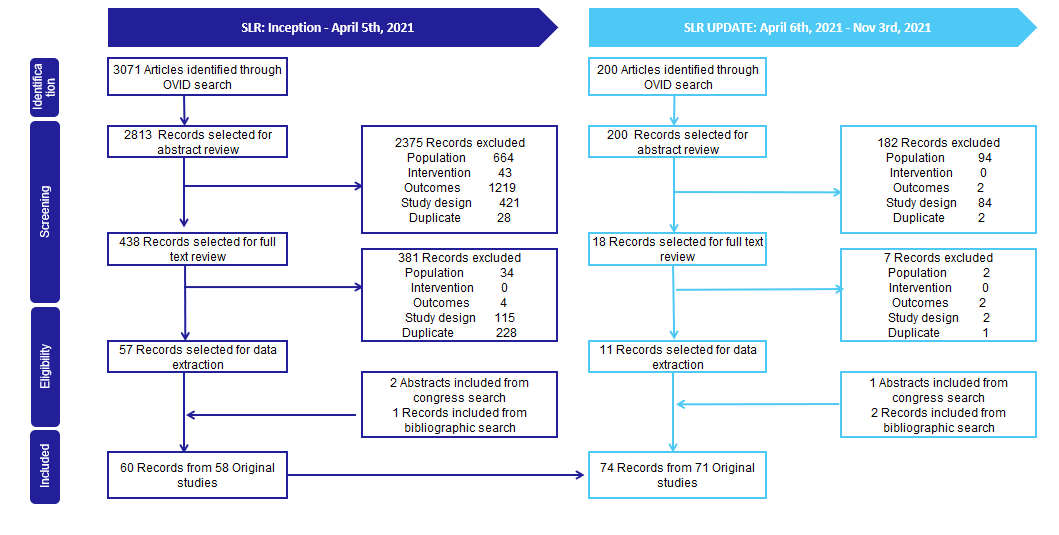 SLR: Inception - April 5th, 2021
SLR UPDATE: April 6th, 2021 - Nov 3rd, 2021
Identifica
tion
3071 Articles identified through
OVID search
200 Articles identified through
OVID search
Screening
2813 Records selected for
abstract review
2375 Records excluded
Population 664
Intervention 43
Outcomes 1219
Study design 421
Duplicate 28
200 Records selected for
abstract review
182 Records excluded
Population 94
Intervention 0
Outcomes 2
Study design 84
Duplicate 2
438 Records selected for full
text review
381 Records excluded
Population 34
Intervention 0
Outcomes 4
Study design 115
Duplicate 228
18 Records selected for full text
review
7 Records excluded
Population 2
Intervention 0
Outcomes 2
Study design 2
Duplicate 1
Eligibility
57 Records selected for data
extraction
2 Abstracts included from
congress search
1 Records included from
bibliographic search
11 Records selected for data
extraction
1 Abstracts included from
congress search
2 Records included from
bibliographic search
Included
60 Records from 58 Original
studies
74 Records from 71 Original
studies